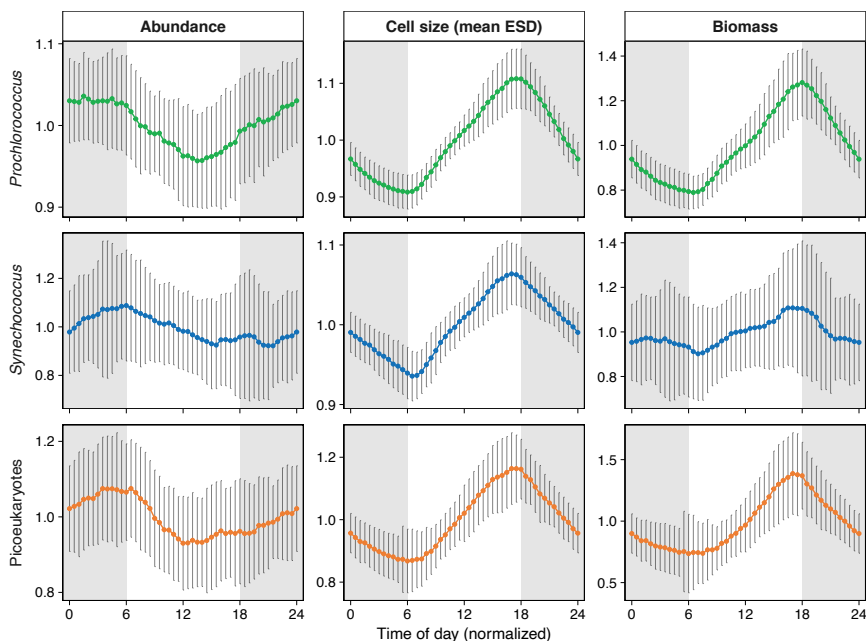 Abundance
Cell size (mean ESD)
Biomass
Prochlorococcus
1.1
1.0
0.9
1.1
1.0
0.9
1.4
1.2
1.0
0.8
Synechococcus
1.2
1.0
0.8
1.1
1.0
0.9
1.4
1.2
1.0
0.8
Picoeukaryotes
1.2
1.0
0.8
1.2
1.0
0.8
1.5
1.0
0.5
0 6 12 18 24
0 6 12 18 24
0 6 12 18 24
Time of day (normalized)